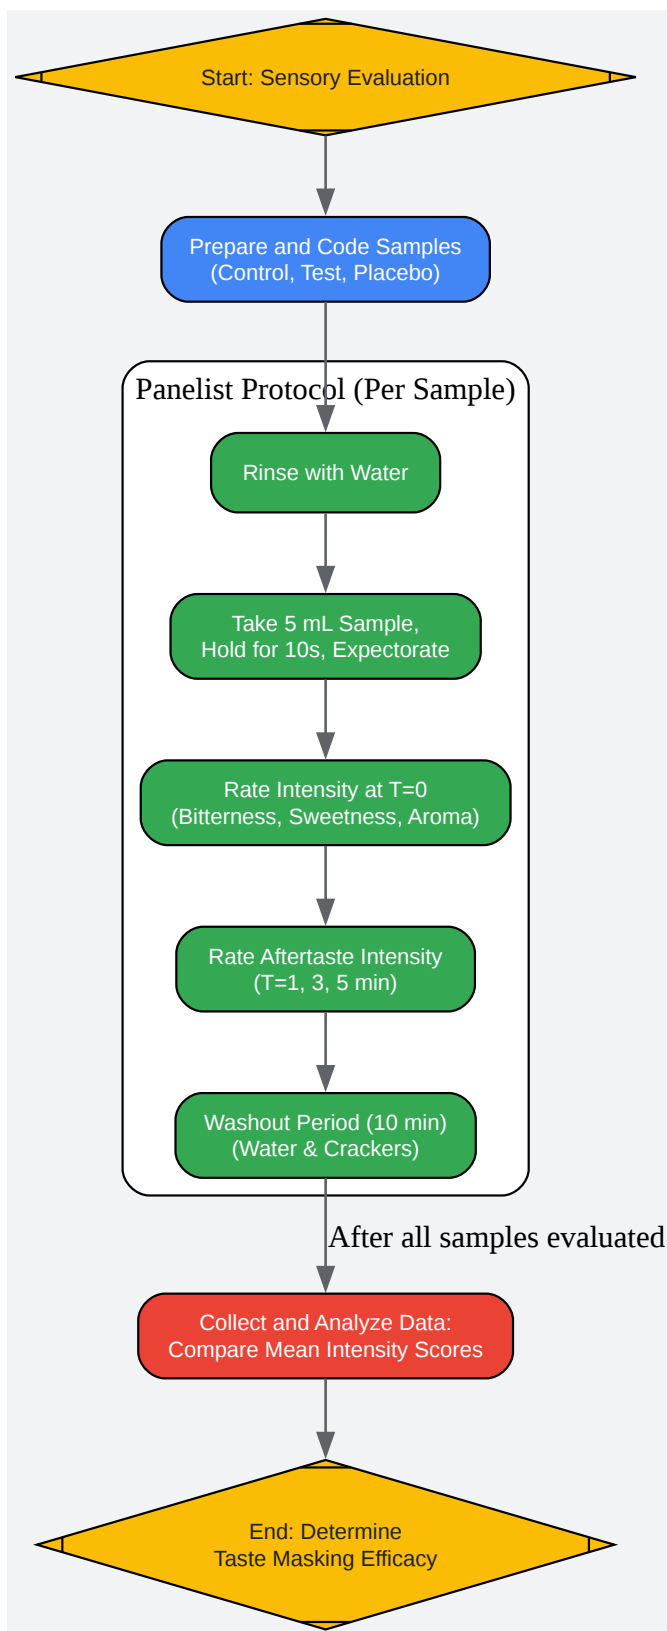 Start: Sensory Evaluation
Prepare and Code Samples
(Control, Test, Placebo)
Panelist Protocol (Per Sample)
Rinse with Water
Take 5 mL Sample,
Hold for 10s, Expectorate
Rate Intensity at T=0
(Bitterness, Sweetness, Aroma)
Rate Aftertaste Intensity
(T=1, 3, 5 min)
Washout Period (10 min)
(Water & Crackers)
After all samples evaluated
Collect and Analyze Data:
Compare Mean Intensity Scores
End: Determine
Taste Masking Efficacy